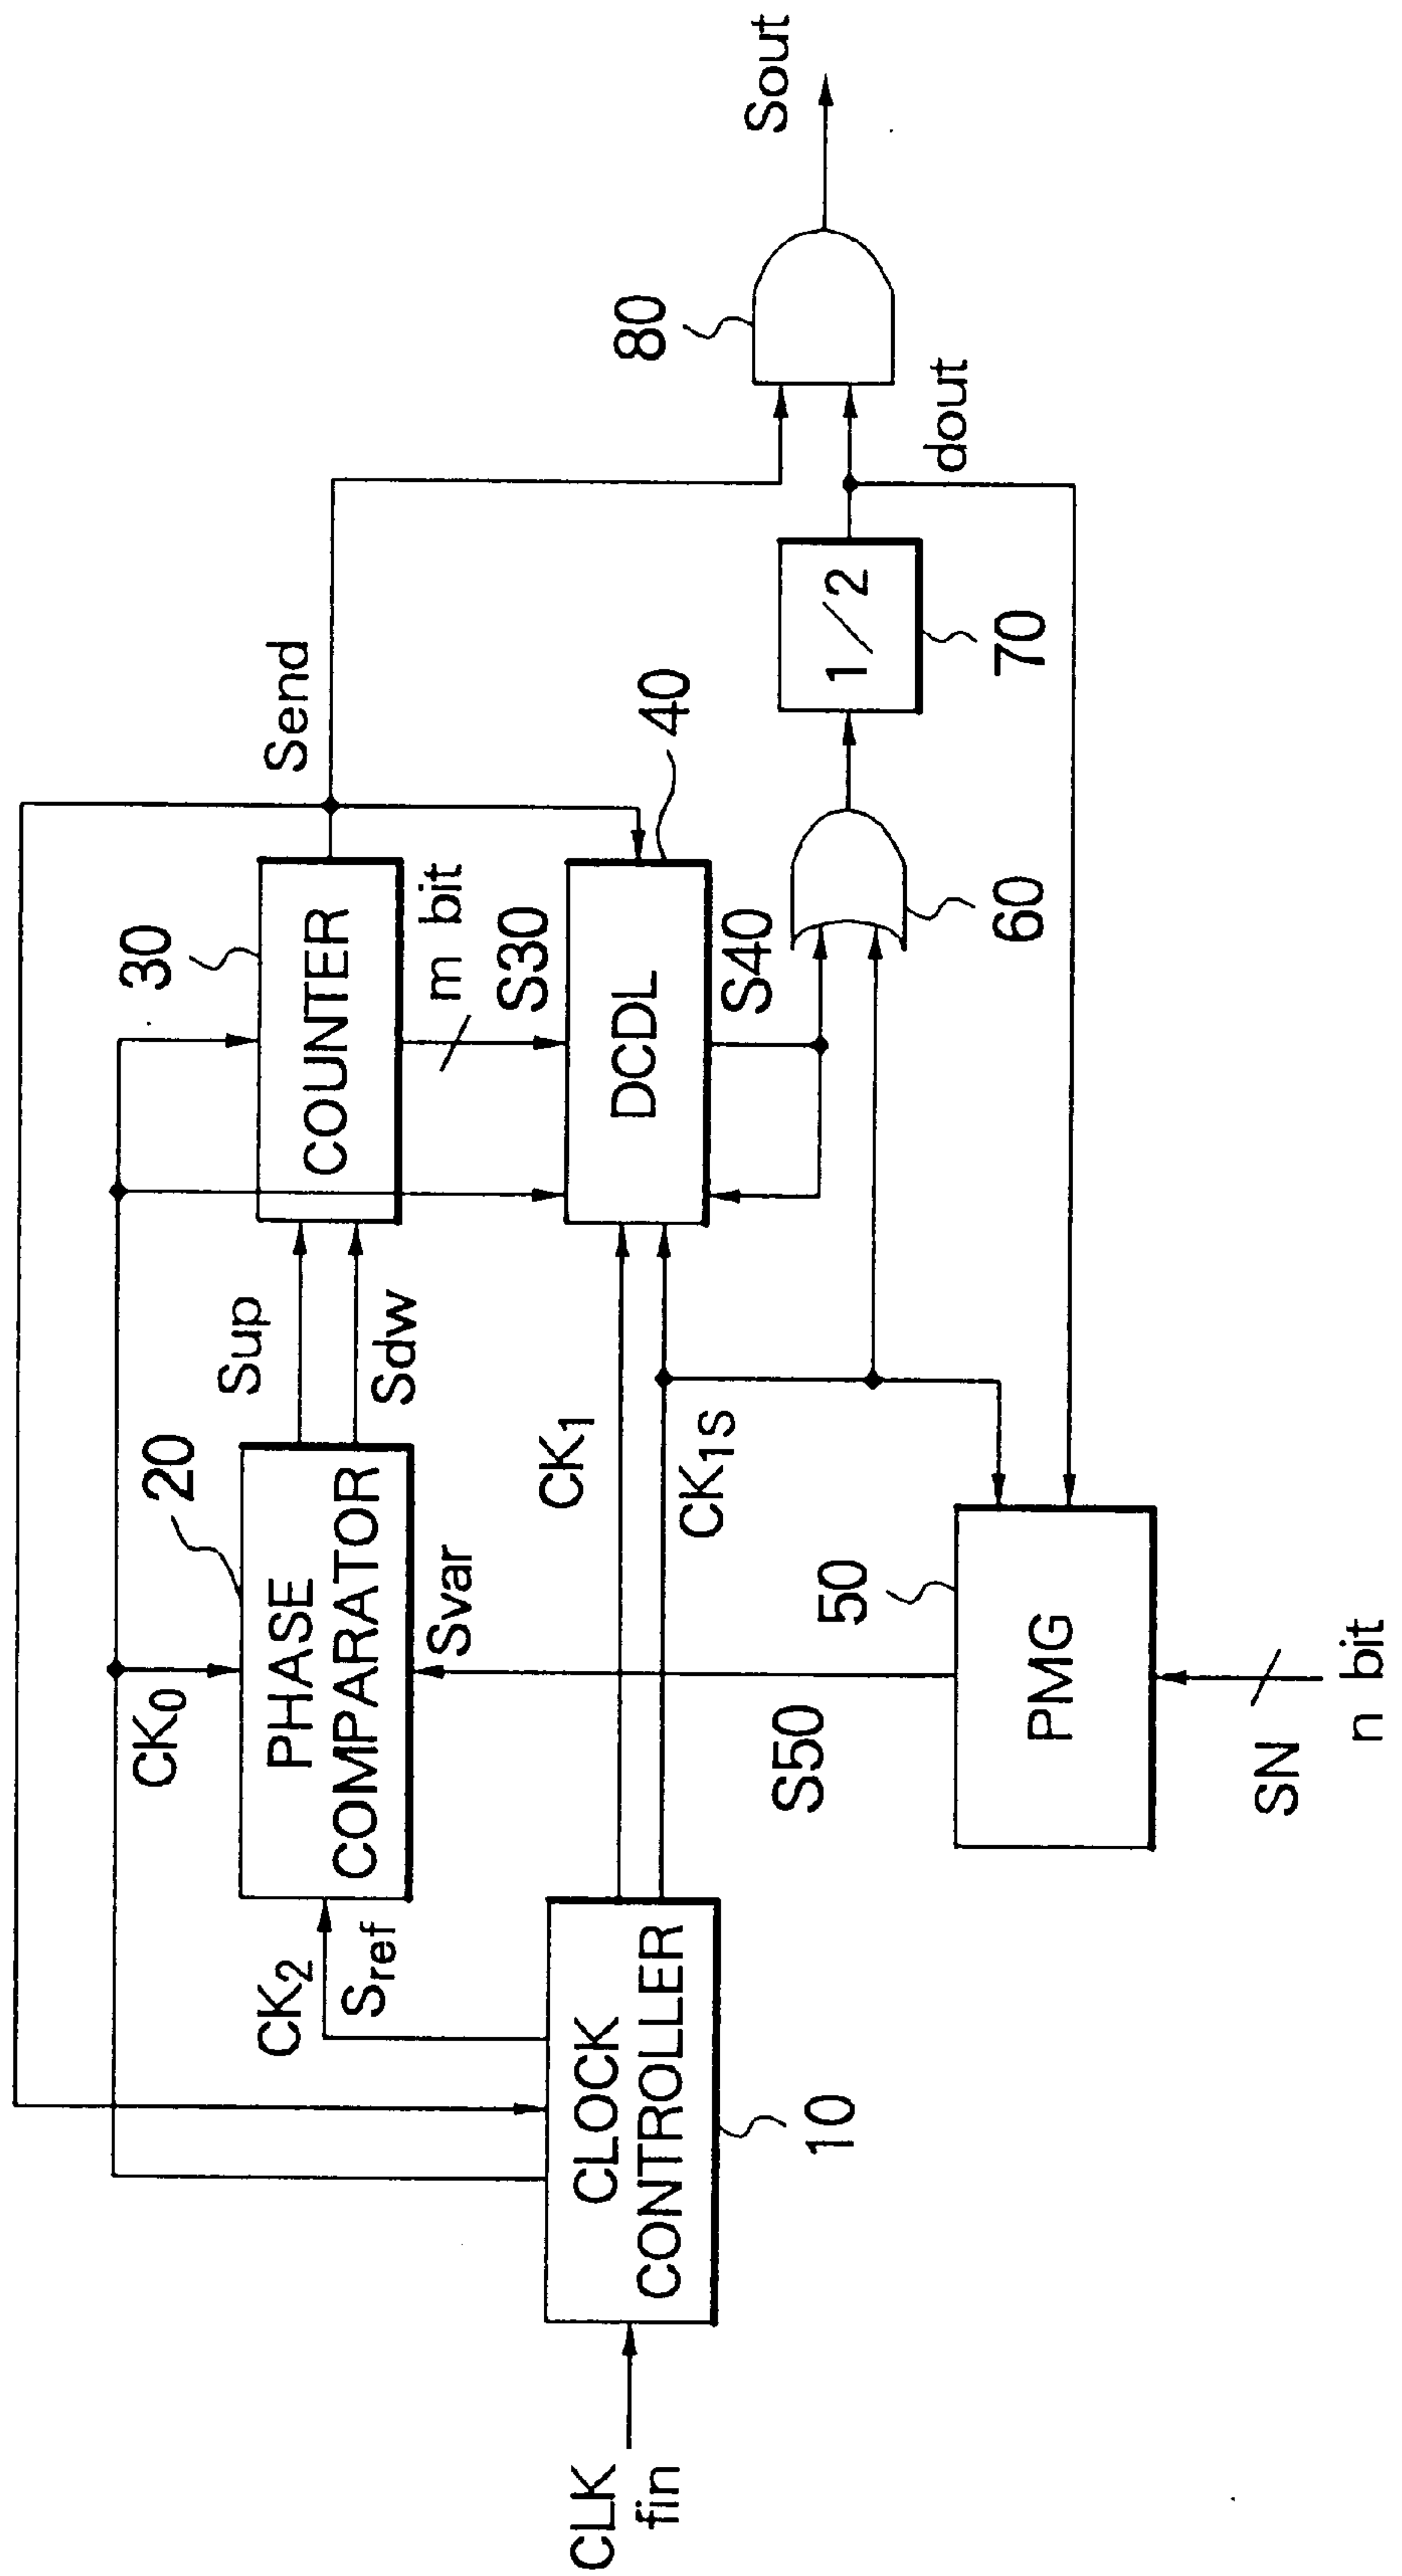 30
Send
COUNTER
20
Sup
Sdw
m bit
S30
CK0
PHASE
COMPARATOR
Svar
CK2
Sref
CK1
CK1S
DCDL
40
S40
80
Sout
CLK
fin
CLOCK
CONTROLLER
10
S50
50
PMG
SN
n bit
60
1/2
70
dout